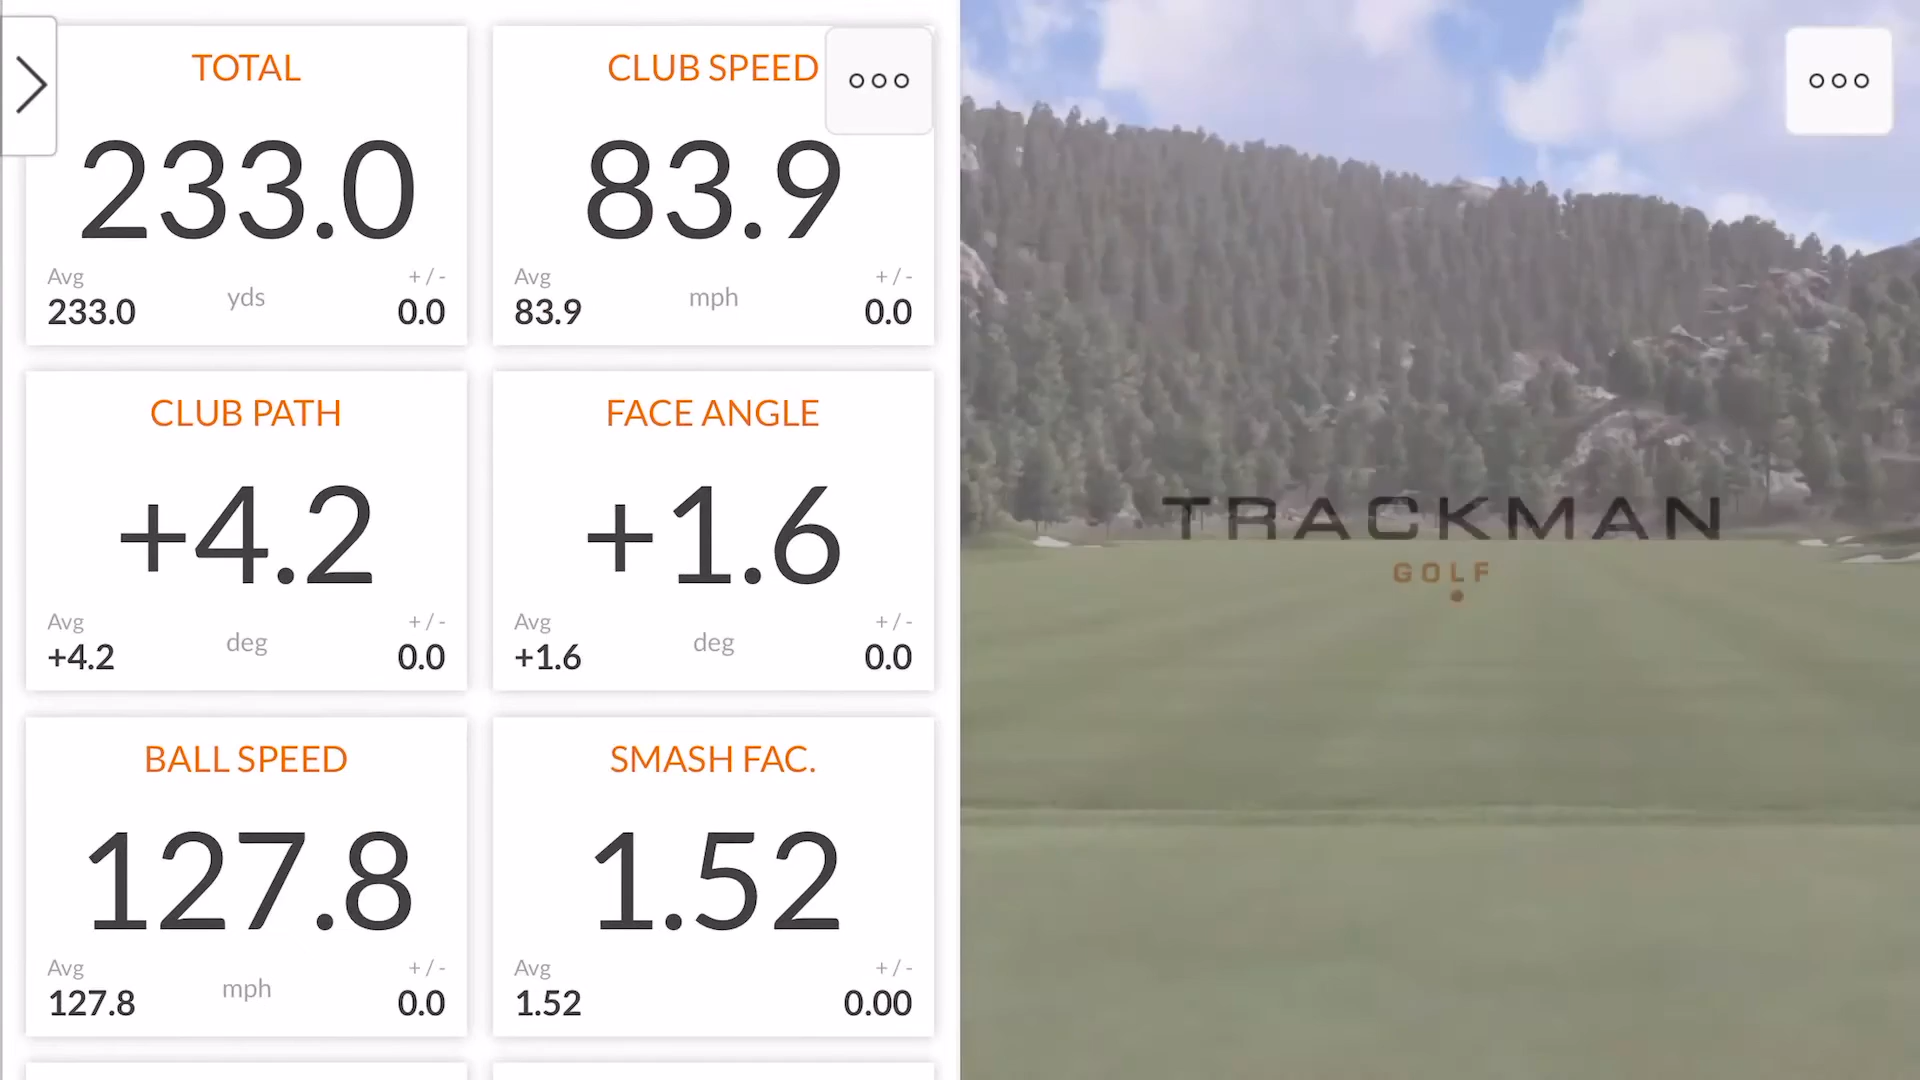 TOTAL
233.0
Avg
yds
+ / -
233.0
0.0
CLUB SPEED
83.9
Avg
mph
+ / -
83.9
0.0
CLUB PATH
+4.2
Avg
deg
+ / -
+4.2
0.0
FACE ANGLE
+1.6
Avg
deg
+ / -
+1.6
0.0
BALL SPEED
127.8
Avg
mph
+ / -
127.8
0.0
SMASH FAC.
1.52
Avg
+ / -
1.52
0.00
TRACKMAN
GOLF